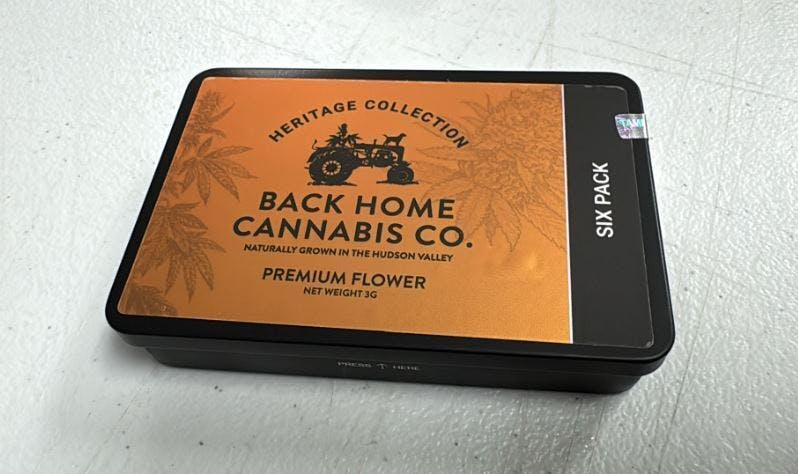 HERITAGE COLLECTION
BACK HOME
CANNABIS CO.
NATURALLY GROWN IN THE HUDSON VALLEY
PREMIUM FLOWER
NET WEIGHT 3G
SIX PACK
PRESS ↑ HERE